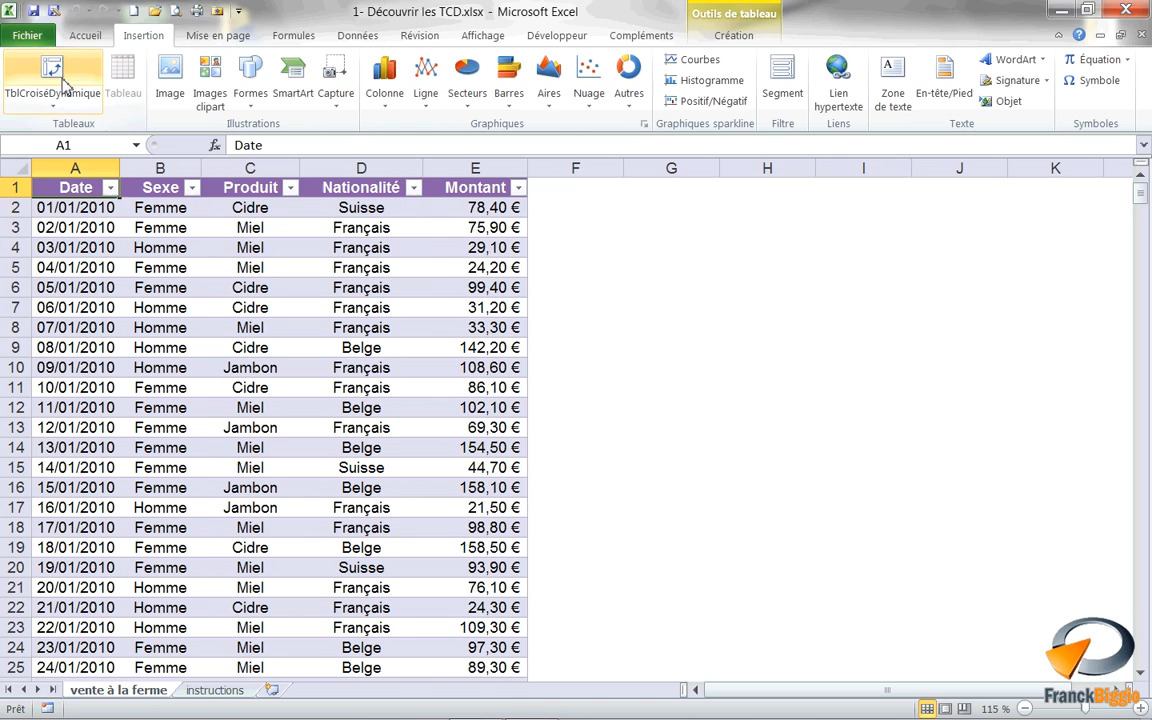 1- Découvrir les TCD.xlsx - Microsoft Excel
Outils de tableau
Fichier Accueil Insertion Mise en page Formules Données Révision Affichage Développeur Compléments Création
TblCroiséDynamique Tableau Image Images clipart Formes SmartArt Capture Colonne Ligne Secteurs Barres Aires Nuage Autres Courbes Histogramme Positif/Négatif Segment Lien hypertexte Zone de texte En-tête/Pied WordArt Signature Objet Équation Symbole
Tableaux Illustrations Graphiques Graphiques sparkline Filtre Liens Texte Symboles
A1 fx Date
A B C D E F G H I J K
1 Date Sexe Produit Nationalité Montant
2 01/01/2010 Femme Cidre Suisse 78,40 €
3 02/01/2010 Femme Miel Français 75,90 €
4 03/01/2010 Homme Miel Français 29,10 €
5 04/01/2010 Femme Miel Français 24,20 €
6 05/01/2010 Femme Cidre Français 99,40 €
7 06/01/2010 Homme Cidre Français 31,20 €
8 07/01/2010 Homme Miel Français 33,30 €
9 08/01/2010 Homme Cidre Belge 142,20 €
10 09/01/2010 Homme Jambon Français 108,60 €
11 10/01/2010 Femme Cidre Français 86,10 €
12 11/01/2010 Femme Miel Belge 102,10 €
13 12/01/2010 Femme Jambon Français 69,30 €
14 13/01/2010 Femme Miel Belge 154,50 €
15 14/01/2010 Femme Miel Suisse 44,70 €
16 15/01/2010 Femme Jambon Belge 158,10 €
17 16/01/2010 Homme Jambon Français 21,50 €
18 17/01/2010 Femme Miel Français 98,80 €
19 18/01/2010 Femme Cidre Belge 158,50 €
20 19/01/2010 Femme Miel Suisse 93,90 €
21 20/01/2010 Homme Miel Français 76,10 €
22 21/01/2010 Homme Cidre Français 24,30 €
23 22/01/2010 Homme Miel Français 109,30 €
24 23/01/2010 Femme Miel Belge 97,30 €
25 24/01/2010 Femme Miel Belge 89,30 €
vente à la ferme instructions
FranckBiggio
Prêt 115 %